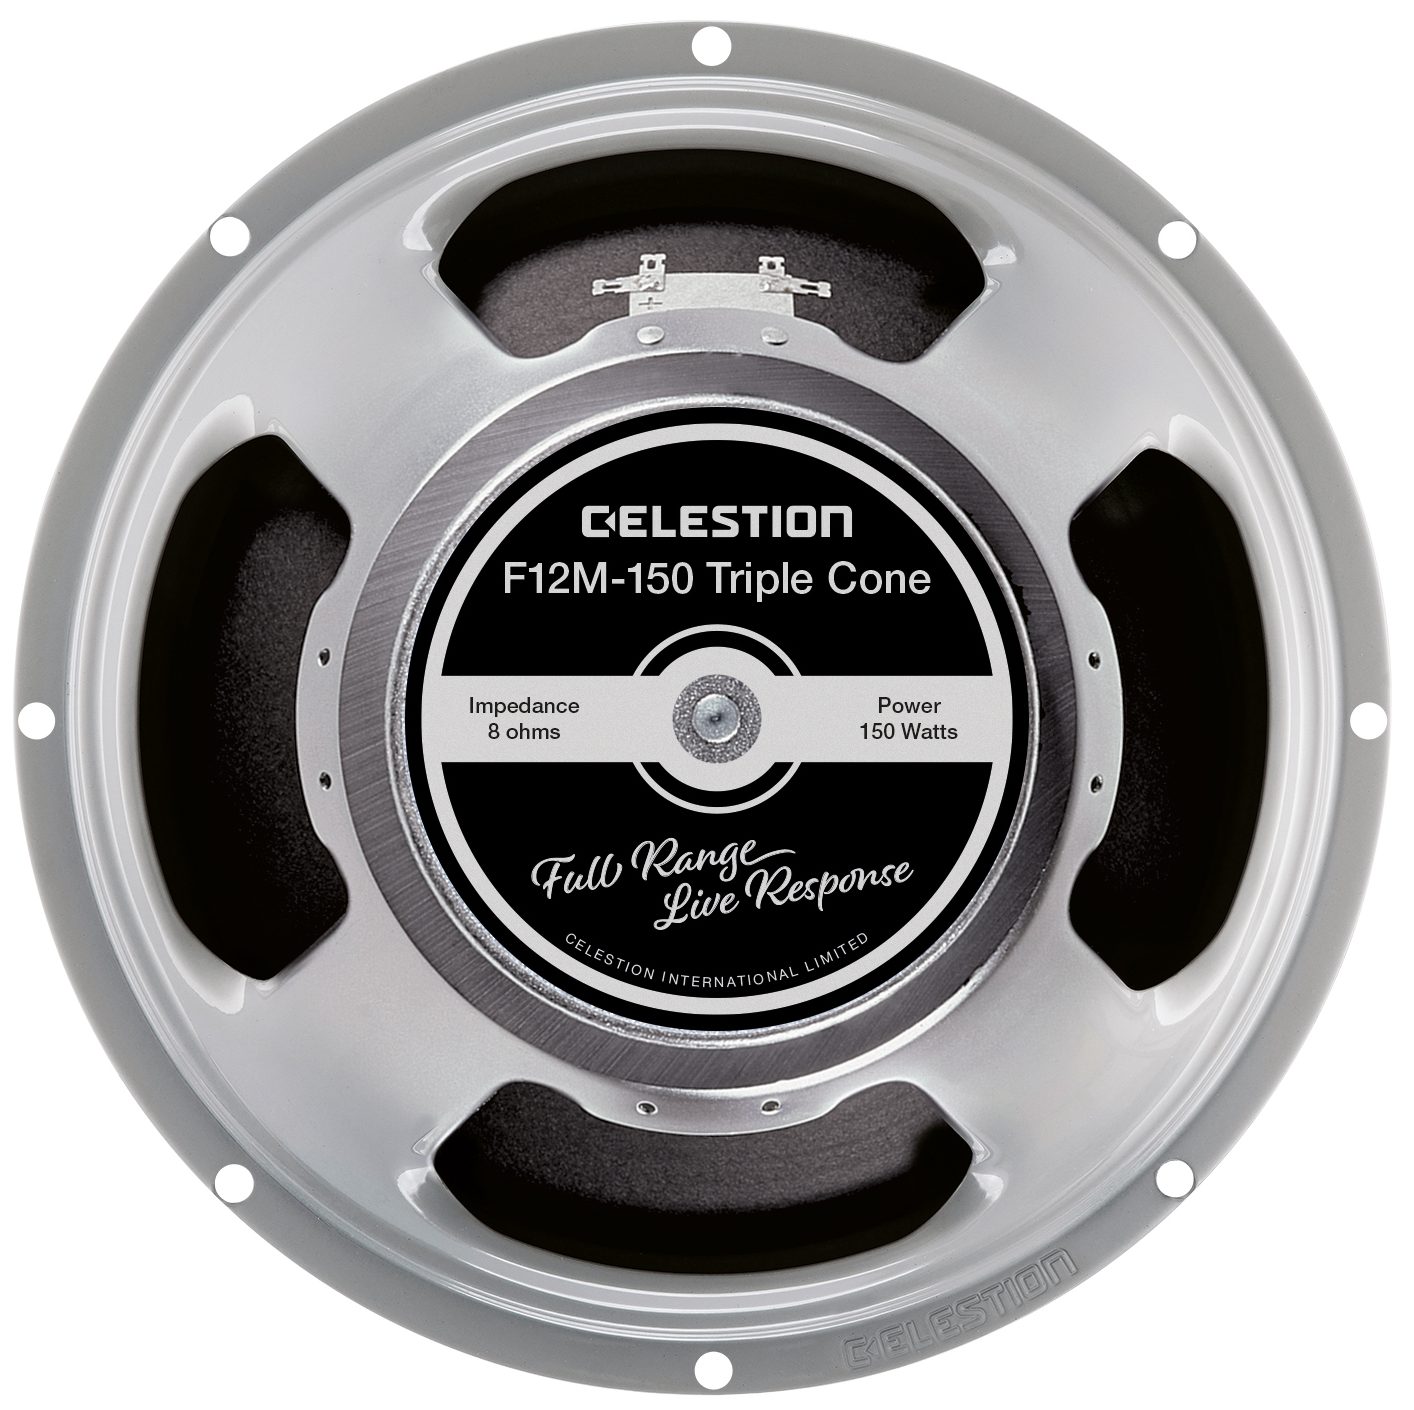 +
CELESTION
F12M-150 Triple Cone
Impedance
8 ohms
Power
150 Watts
Full Range
Live Response
CELESTION INTERNATIONAL LIMITED
CELESTION